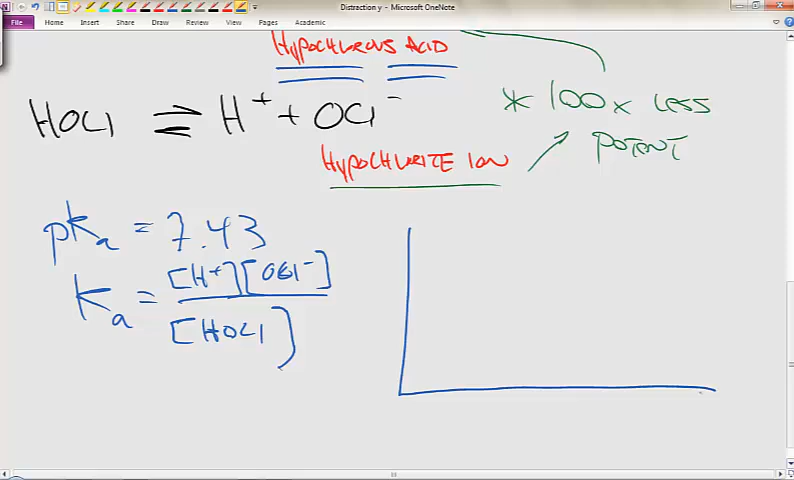 Distraction y - Microsoft OneNote
File Home Insert Share Draw Review View Pages Academic
HYPOCHLOROUS ACID
HOCl ⇌ H+ + OCl-
* 100x LESS
POTENT
HYPOCHLORITE ION
pKa = 7.43
Ka = [H+][OCl-]
[HOCl]